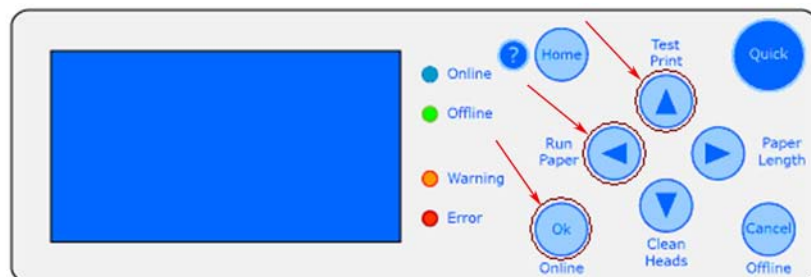 ?
Home
Test
Print
Quick
Online
Offline
Run
Paper
Paper
Length
Warning
Error
Ok
Online
Clean
Heads
Cancel
Offline